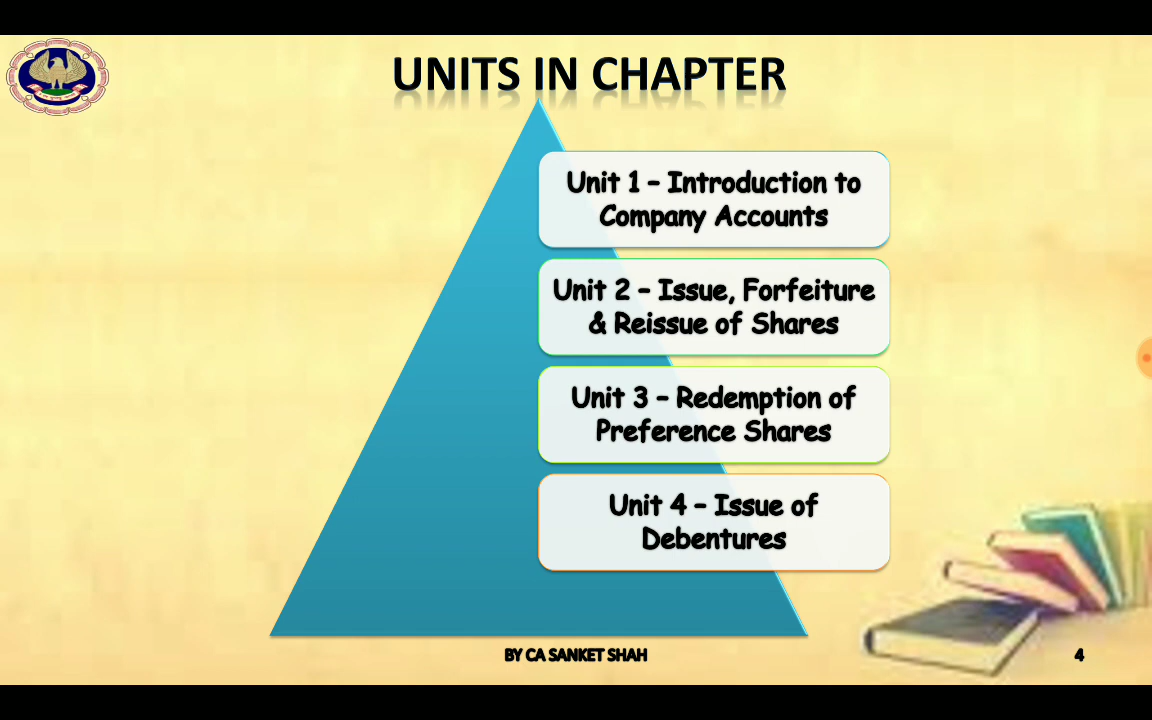 UNITS IN CHAPTER
Unit 1 – Introduction to
Company Accounts
Unit 2 – Issue, Forfeiture
& Reissue of Shares
Unit 3 – Redemption of
Preference Shares
Unit 4 – Issue of
Debentures
BY CA SANKET SHAH
4